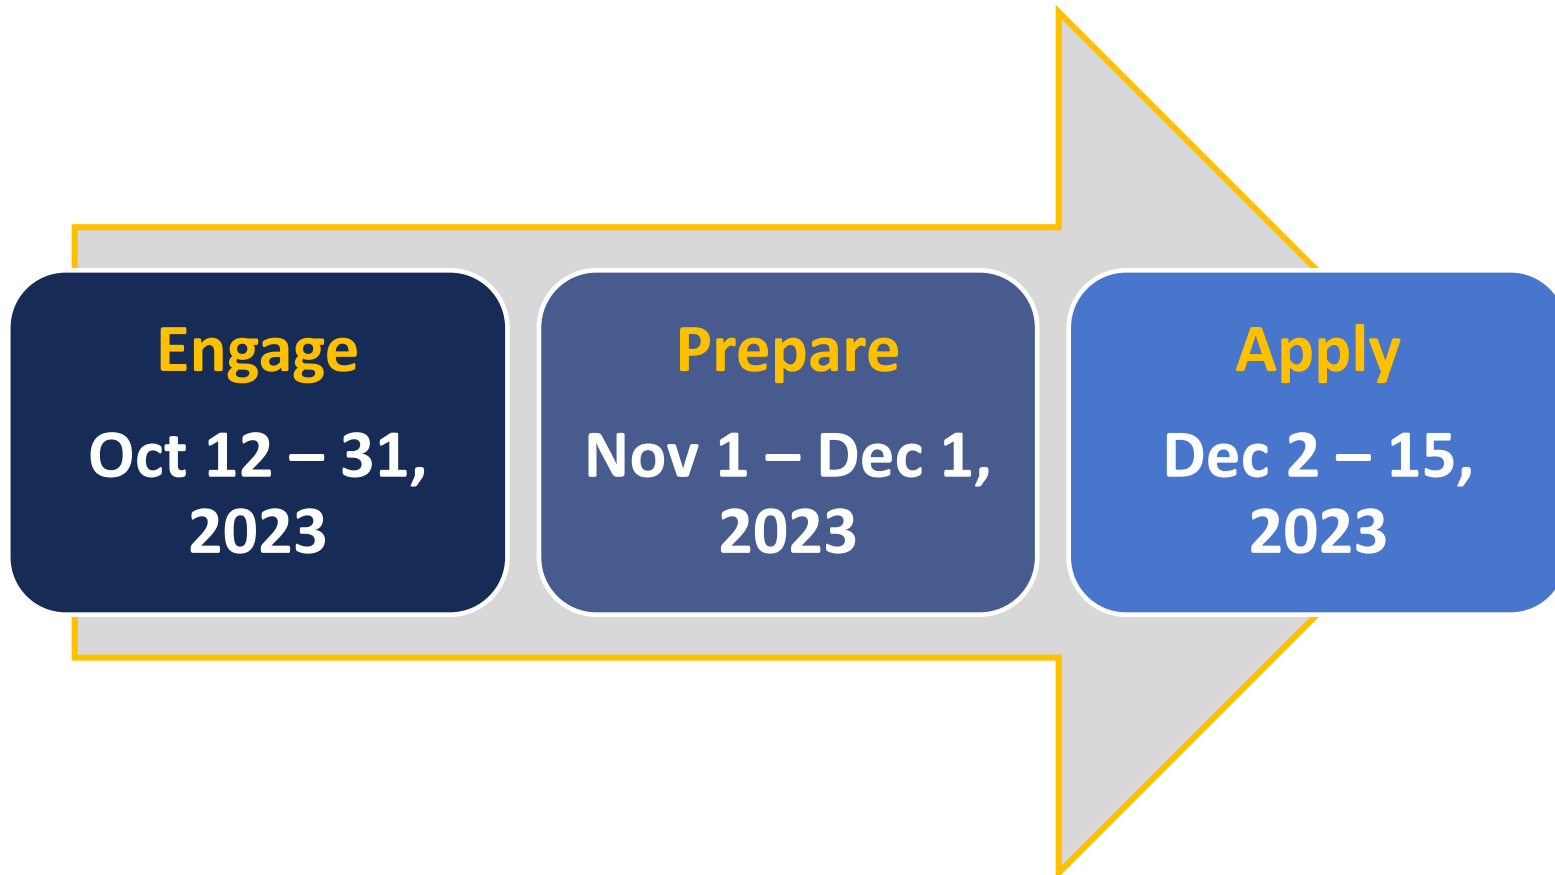 Engage
Oct 12 – 31,
2023
Prepare
Nov 1 – Dec 1,
2023
Apply
Dec 2 – 15,
2023